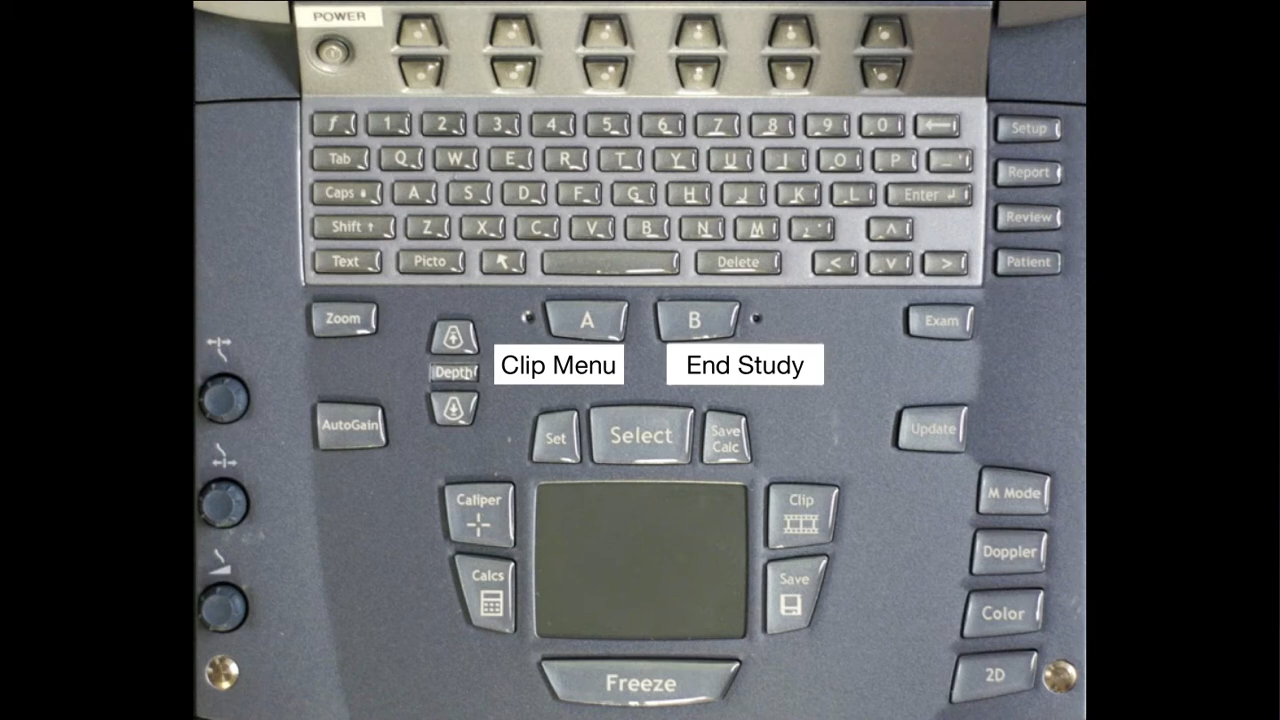 POWER
f 1 2 3 4 5 6 7 8 9 0
Setup
Tab Q W E R T Y U I O P
Report
Caps A S D F G H J K L Enter
Review
Shift Z X C V B N M
Text Picto Delete
Patient
Zoom A B Exam
Depth
Clip Menu End Study
AutoGain Set Select Save Calc Update
Caliper Clip M Mode
Calcs Save Doppler
Color
Freeze 2D